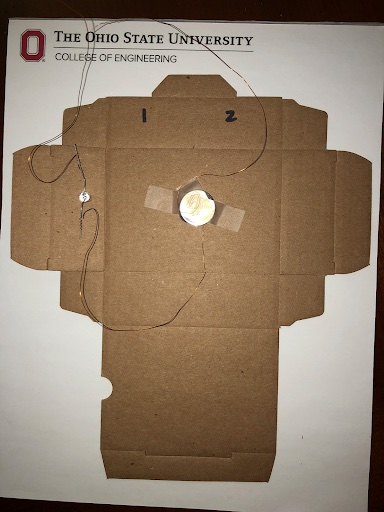 O
THE OHIO STATE UNIVERSITY
COLLEGE OF ENGINEERING
1 2